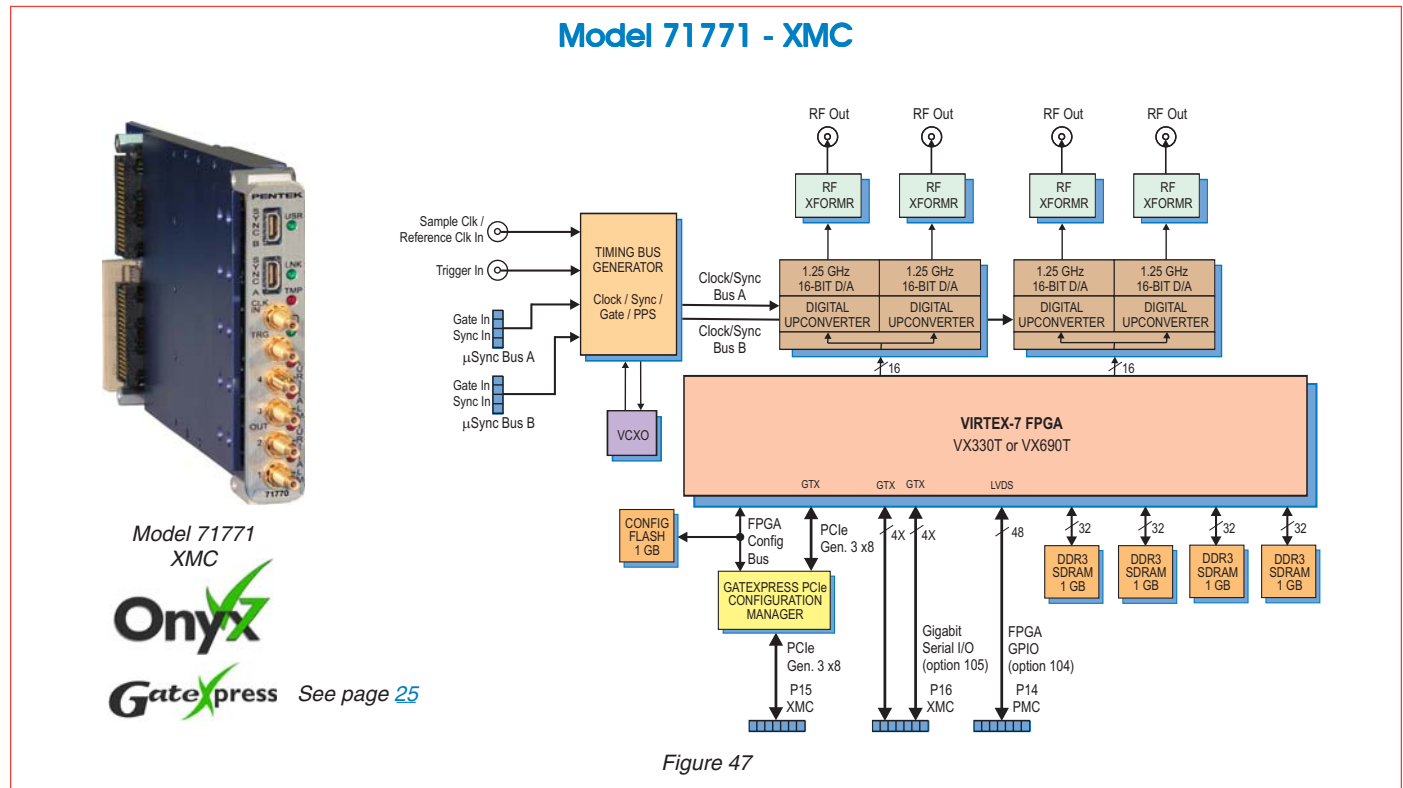 Model 71771 - XMC
PENTEK
SYNC B
USR
SYNC A
LNK
TMP
CLK
IN
TRG
4
3
OUT
2
1
71770
Model 71771
XMC
Onyx7
GateXpress
See page 25
Sample Clk /
Reference Clk In
Trigger In
Gate In
Sync In
μSync Bus A
Gate In
Sync In
μSync Bus B
TIMING BUS
GENERATOR
Clock / Sync /
Gate / PPS
VCXO
Clock/Sync
Bus A
Clock/Sync
Bus B
RF Out
RF Out
RF Out
RF Out
RF
XFORMR
RF
XFORMR
RF
XFORMR
RF
XFORMR
1.25 GHz
16-BIT D/A
DIGITAL
UPCONVERTER
1.25 GHz
16-BIT D/A
DIGITAL
UPCONVERTER
1.25 GHz
16-BIT D/A
DIGITAL
UPCONVERTER
1.25 GHz
16-BIT D/A
DIGITAL
UPCONVERTER
16
16
VIRTEX-7 FPGA
VX330T or VX690T
GTX
GTX
GTX
LVDS
CONFIG
FLASH
1 GB
FPGA
Config
Bus
PCIe
Gen. 3 x8
4X
4X
48
32
32
32
32
DDR3
SDRAM
1 GB
DDR3
SDRAM
1 GB
DDR3
SDRAM
1 GB
DDR3
SDRAM
1 GB
GATEXPRESS PCIe
CONFIGURATION
MANAGER
PCIe
Gen. 3 x8
Gigabit
Serial I/O
(option 105)
FPGA
GPIO
(option 104)
P15
XMC
P16
XMC
P14
PMC
Figure 47